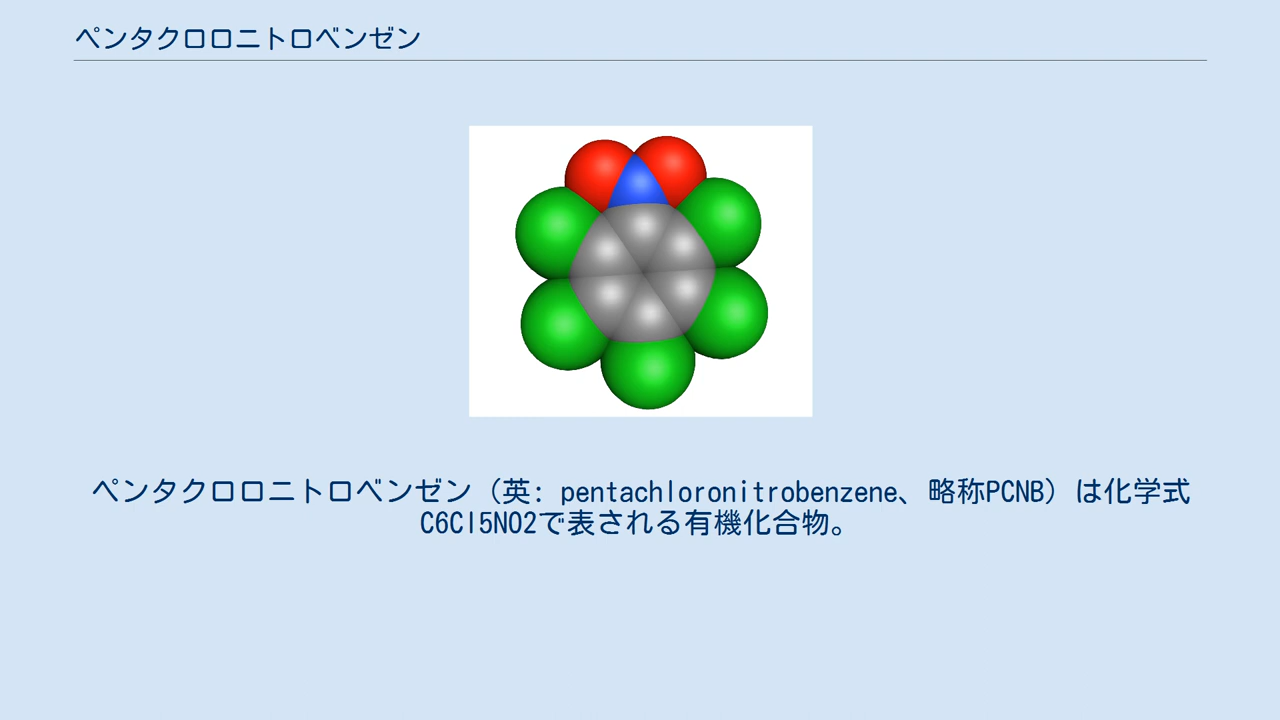 ペンタクロロニトロベンゼン
ペンタクロロニトロベンゼン（英: pentachloronitrobenzene、略称PCNB）は化学式
C6Cl5NO2で表される有機化合物。